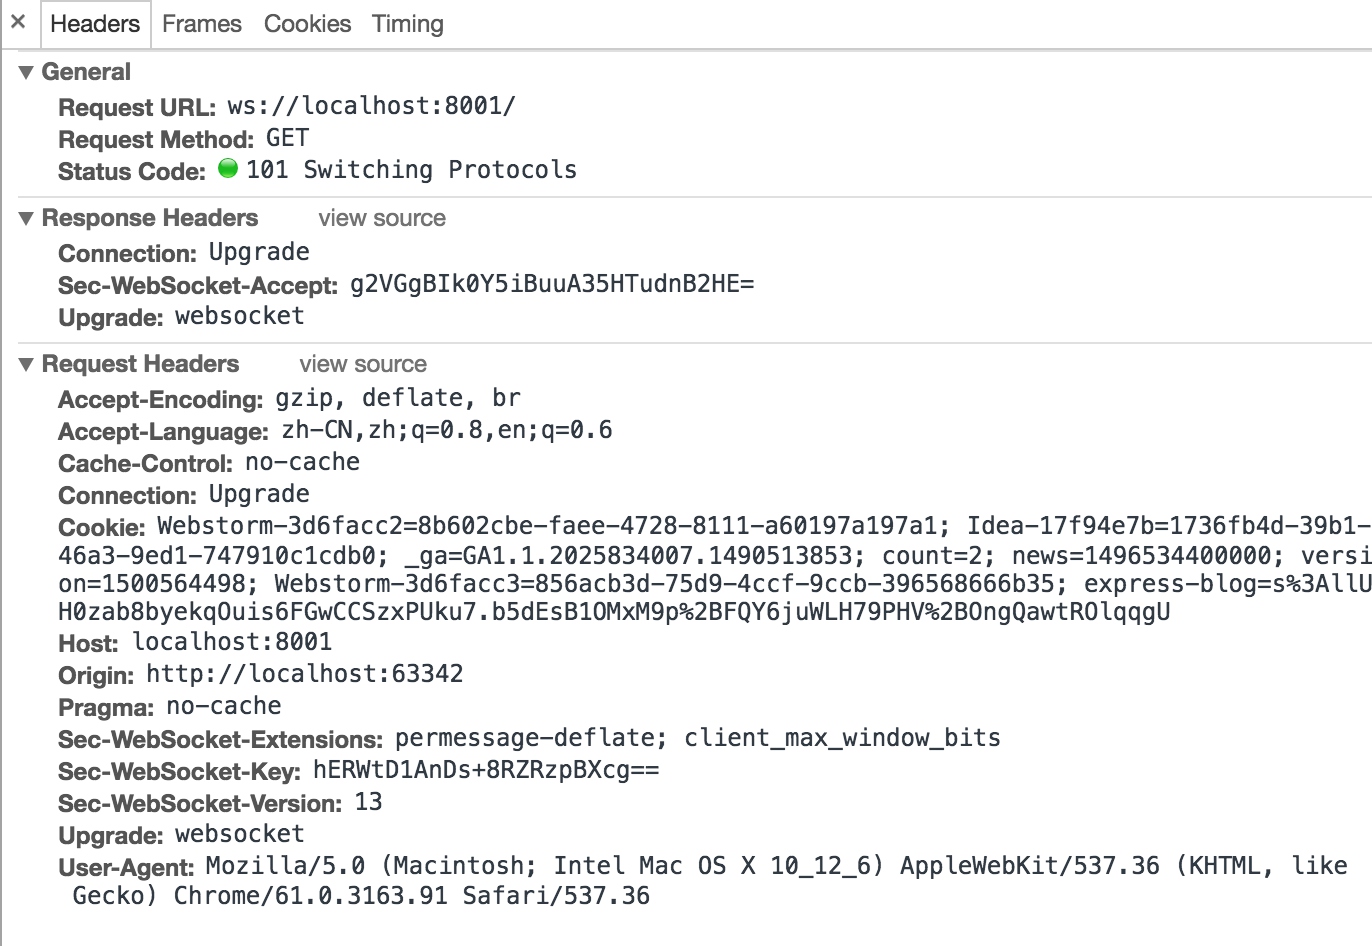 × Headers Frames Cookies Timing
▼ General
Request URL: ws://localhost:8001/
Request Method: GET
Status Code: 101 Switching Protocols
▼ Response Headers view source
Connection: Upgrade
Sec-WebSocket-Accept: g2VGgBIk0Y5iBuuA35HTudnB2HE=
Upgrade: websocket
▼ Request Headers view source
Accept-Encoding: gzip, deflate, br
Accept-Language: zh-CN,zh;q=0.8,en;q=0.6
Cache-Control: no-cache
Connection: Upgrade
Cookie: Webstorm-3d6facc2=8b602cbe-faee-4728-8111-a60197a197a1; Idea-17f94e7b=1736fb4d-39b1-
46a3-9ed1-747910c1cdb0; _ga=GA1.1.2025834007.1490513853; count=2; news=1496534400000; versi
on=1500564498; Webstorm-3d6facc3=856acb3d-75d9-4ccf-9ccb-396568666b35; express-blog=s%3AllU
H0zab8byekqOuis6FGwCCSzxPUku7.b5dEsB1OMxM9p%2BFQY6juWLH79PHV%2BOngQawtROlqqgU
Host: localhost:8001
Origin: http://localhost:63342
Pragma: no-cache
Sec-WebSocket-Extensions: permessage-deflate; client_max_window_bits
Sec-WebSocket-Key: hERWtD1AnDs+8RZRzpBXcg==
Sec-WebSocket-Version: 13
Upgrade: websocket
User-Agent: Mozilla/5.0 (Macintosh; Intel Mac OS X 10_12_6) AppleWebKit/537.36 (KHTML, like
Gecko) Chrome/61.0.3163.91 Safari/537.36